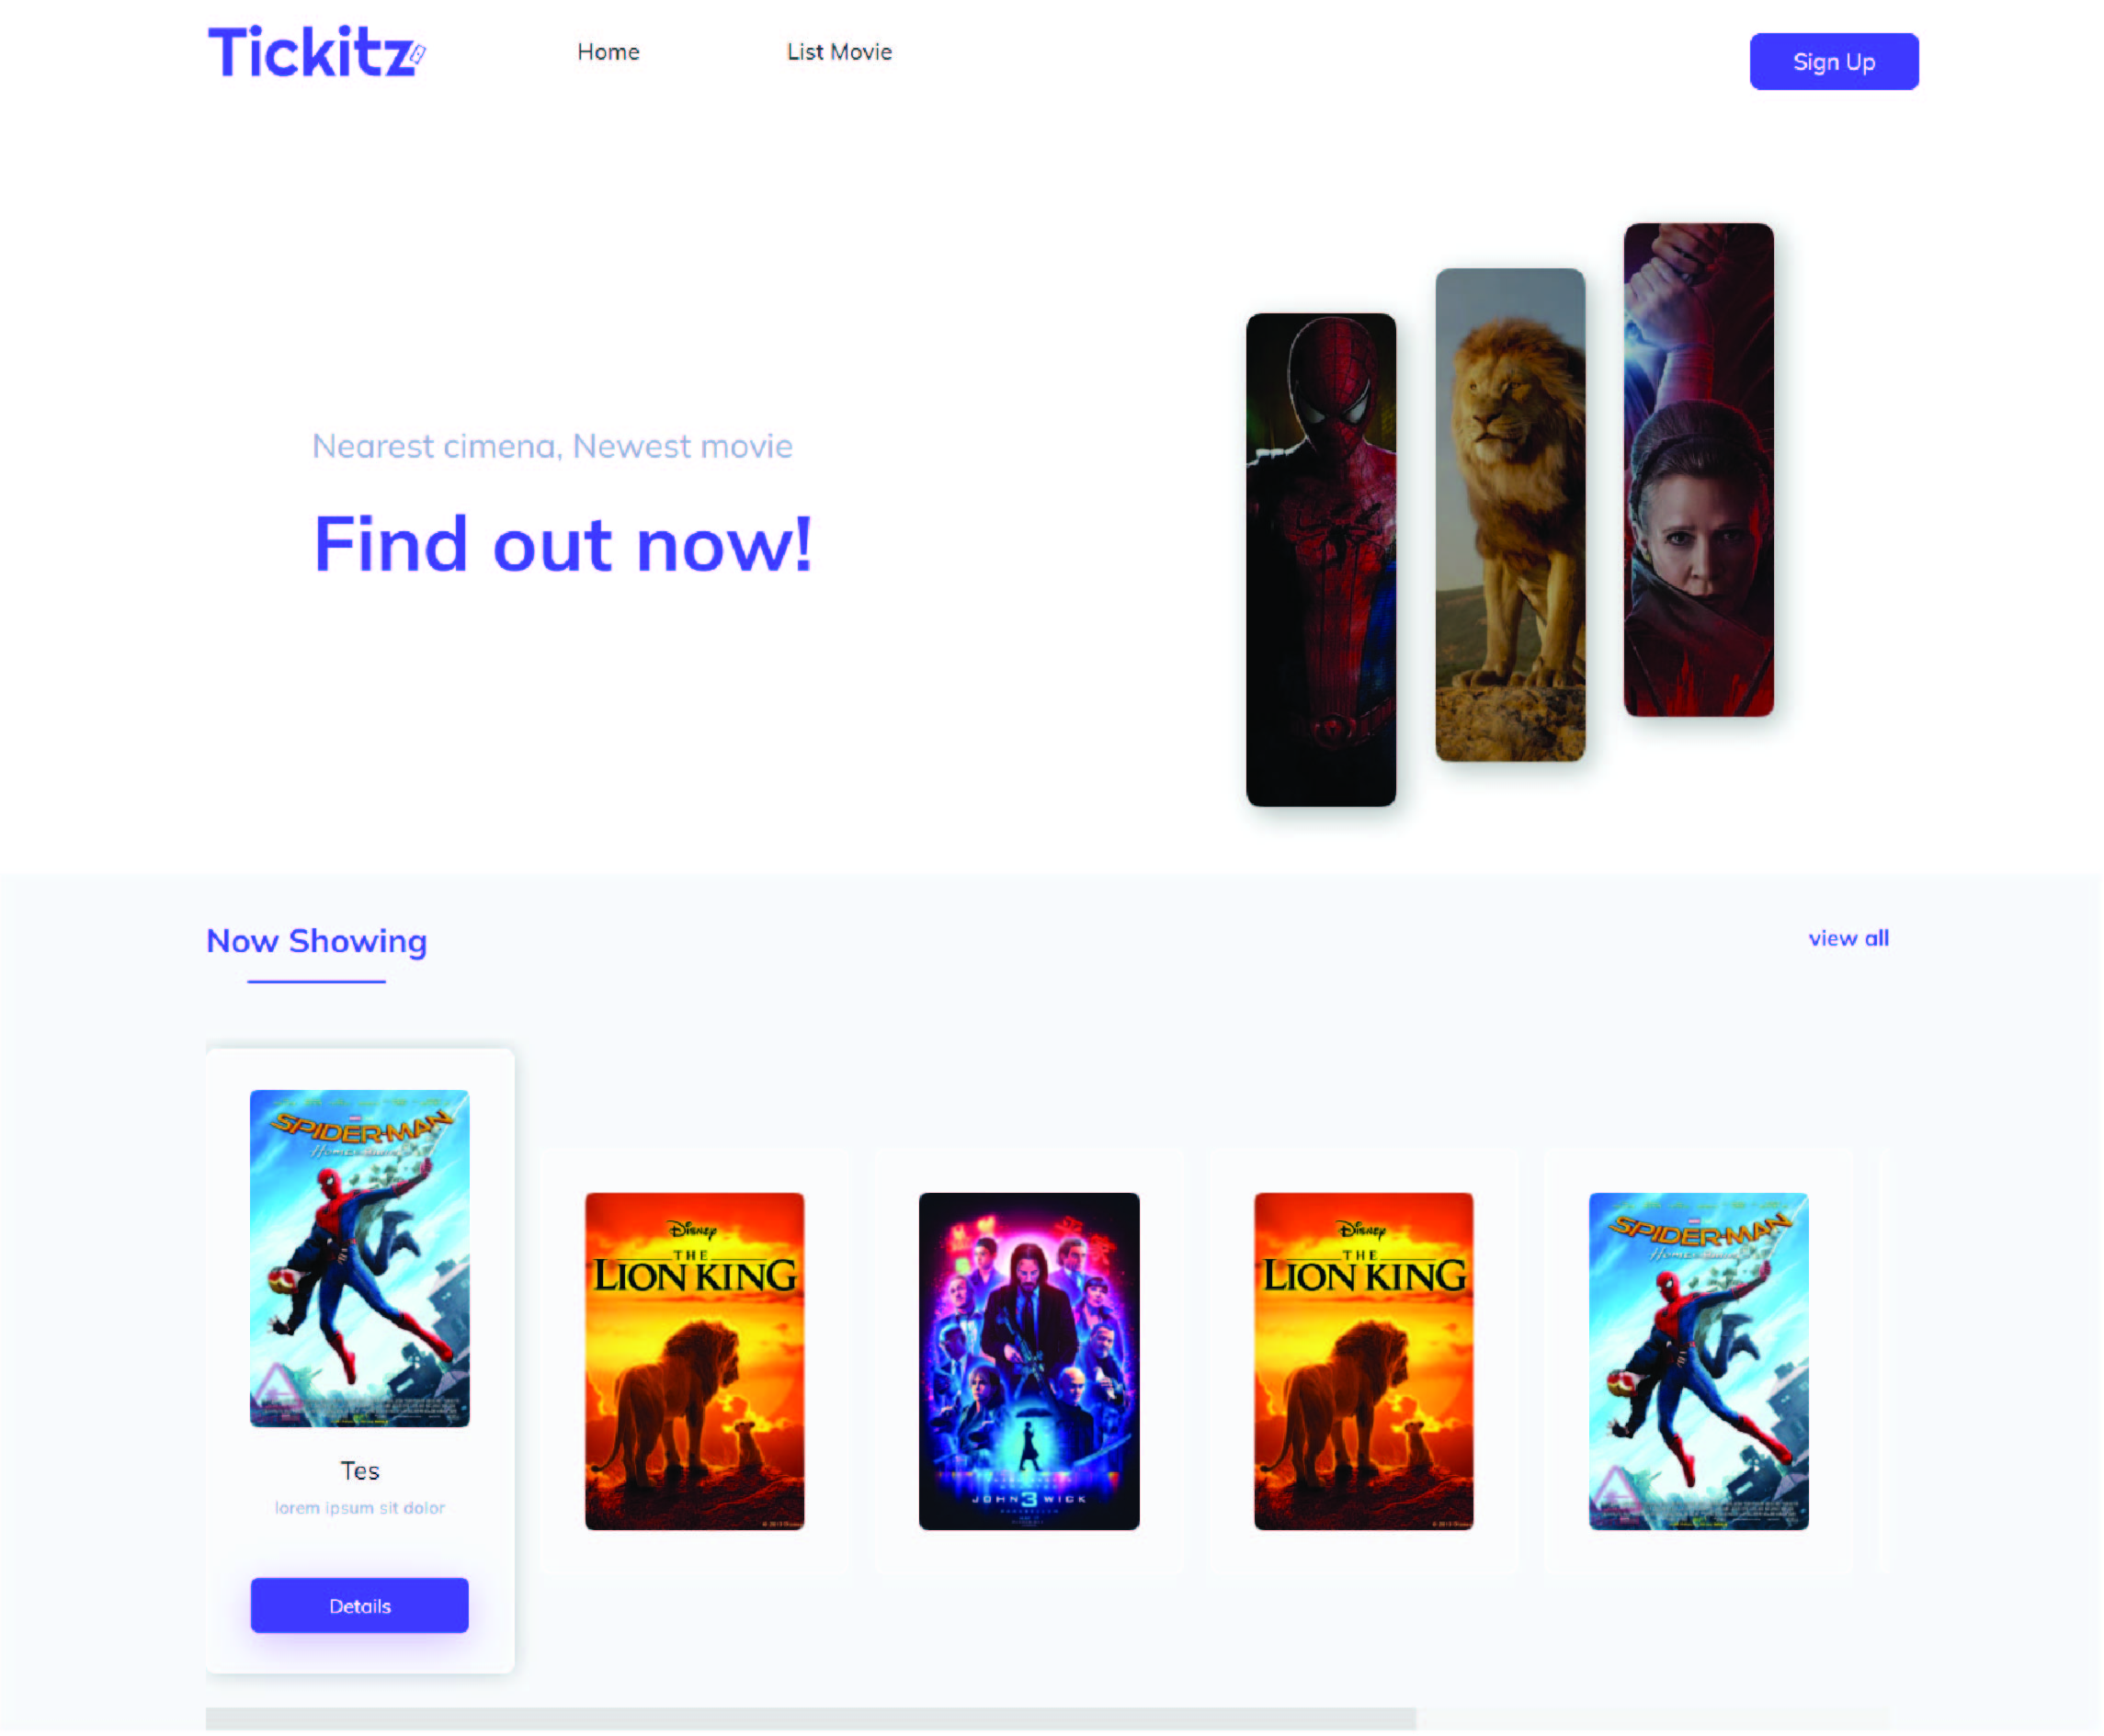 Tickitz
Home
List Movie
Sign Up
Nearest cimena, Newest movie
Find out now!
Now Showing
view all
SPIDER-MAN
Tes
lorem ipsum sit dolor
Details
Disney
THE
LION KING
JOHN 3 WICK
Disney
THE
LION KING
SPIDER-MAN